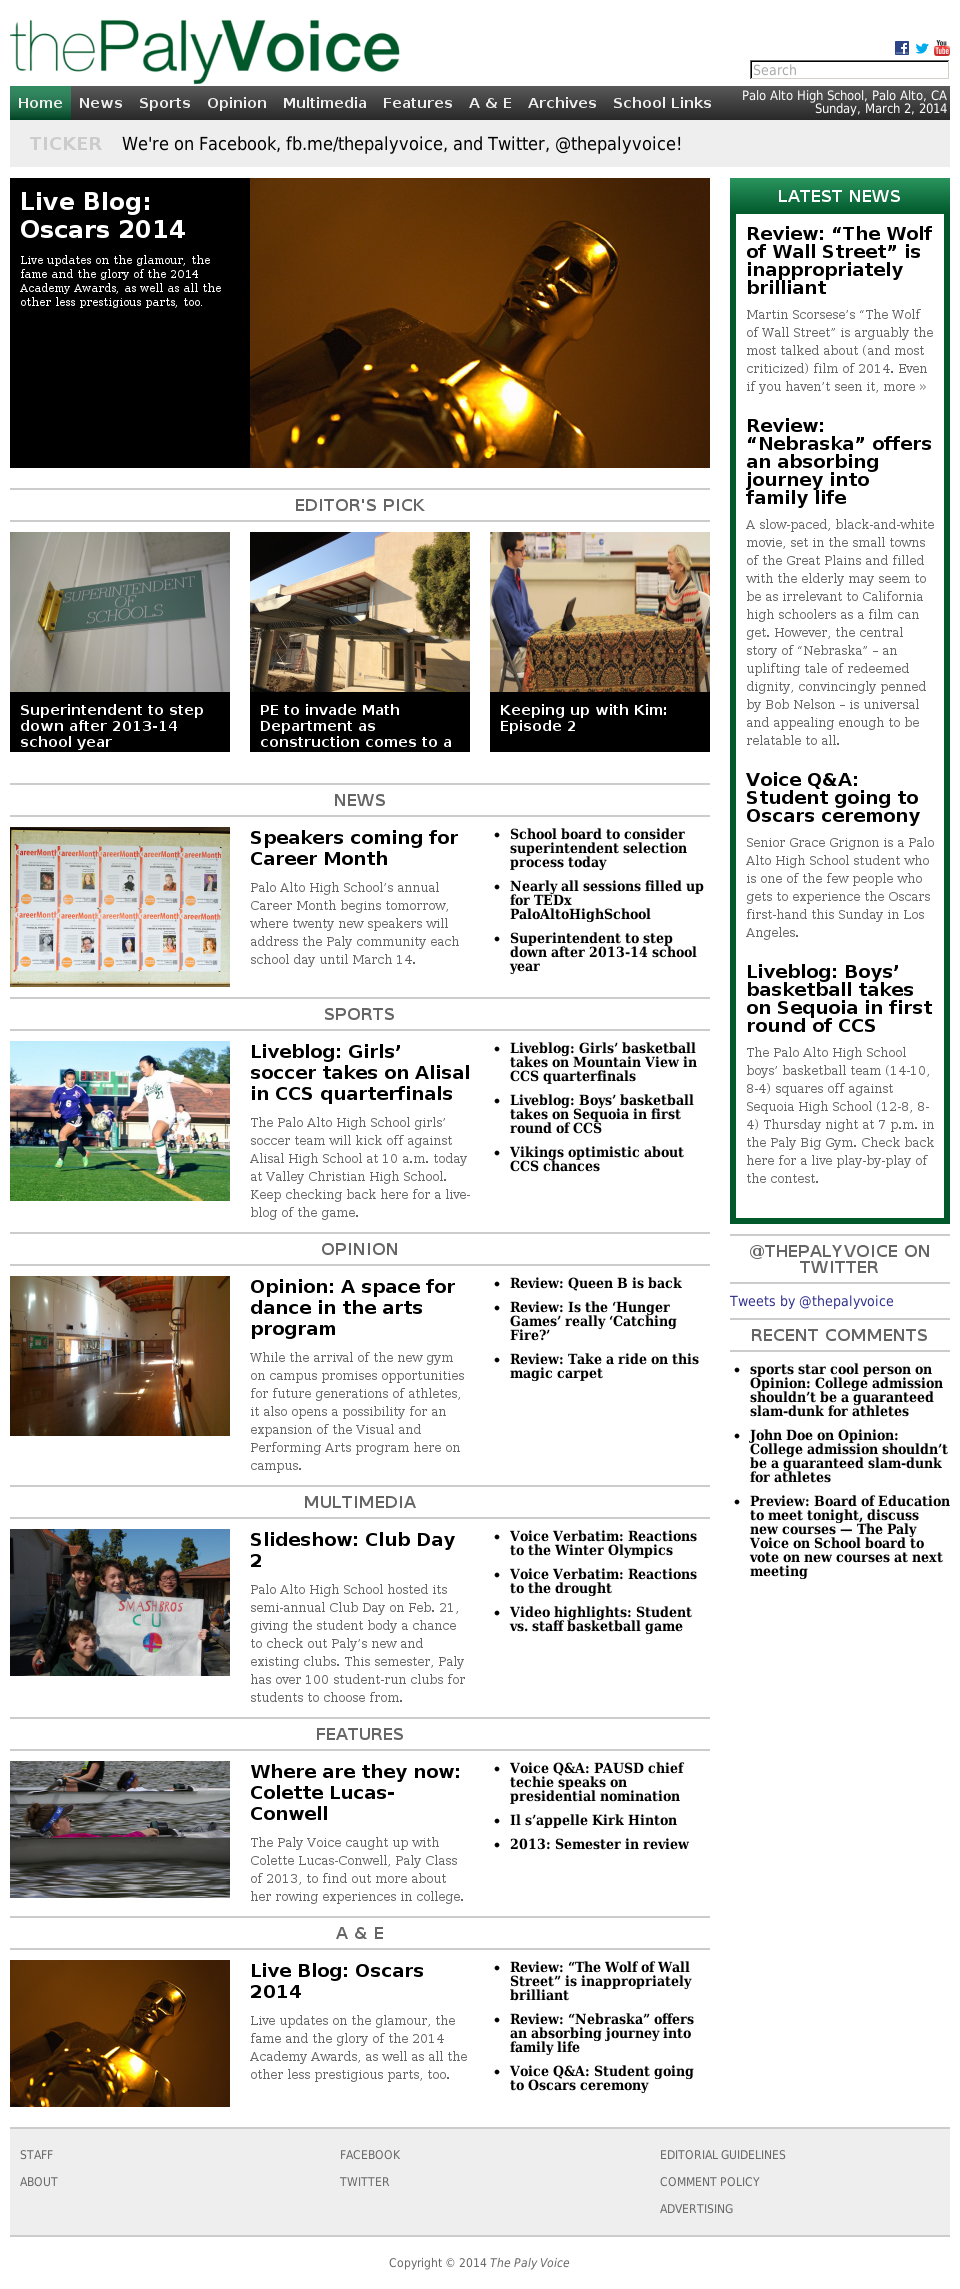 thePalyVoice
Search
Home News Sports Opinion Multimedia Features A & E Archives School Links
Palo Alto High School, Palo Alto, CA
Sunday, March 2, 2014
TICKER We're on Facebook, fb.me/thepalyvoice, and Twitter, @thepalyvoice!
Live Blog:
Oscars 2014
Live updates on the glamour, the
fame and the glory of the 2014
Academy Awards, as well as all the
other less prestigious parts, too.
EDITOR'S PICK
SUPERINTENDENT
OF
SCHOOLS
Superintendent to step
down after 2013-14
school year
PE to invade Math
Department as
construction comes to a
Keeping up with Kim:
Episode 2
NEWS
Speakers coming for
Career Month
Palo Alto High School’s annual
Career Month begins tomorrow,
where twenty new speakers will
address the Paly community each
school day until March 14.
School board to consider
superintendent selection
process today
Nearly all sessions filled up
for TEDx
PaloAltoHighSchool
Superintendent to step
down after 2013-14 school
year
SPORTS
Liveblog: Girls’
soccer takes on Alisal
in CCS quarterfinals
The Palo Alto High School girls’
soccer team will kick off against
Alisal High School at 10 a.m. today
at Valley Christian High School.
Keep checking back here for a live-
blog of the game.
Liveblog: Girls’ basketball
takes on Mountain View in
CCS quarterfinals
Liveblog: Boys’ basketball
takes on Sequoia in first
round of CCS
Vikings optimistic about
CCS chances
OPINION
Opinion: A space for
dance in the arts
program
While the arrival of the new gym
on campus promises opportunities
for future generations of athletes,
it also opens a possibility for an
expansion of the Visual and
Performing Arts program here on
campus.
Review: Queen B is back
Review: Is the ‘Hunger
Games’ really ‘Catching
Fire?’
Review: Take a ride on this
magic carpet
MULTIMEDIA
SMASH BROS
C U
Slideshow: Club Day
2
Palo Alto High School hosted its
semi-annual Club Day on Feb. 21,
giving the student body a chance
to check out Paly’s new and
existing clubs. This semester, Paly
has over 100 student-run clubs for
students to choose from.
Voice Verbatim: Reactions
to the Winter Olympics
Voice Verbatim: Reactions
to the drought
Video highlights: Student
vs. staff basketball game
FEATURES
Where are they now:
Colette Lucas-
Conwell
The Paly Voice caught up with
Colette Lucas-Conwell, Paly Class
of 2013, to find out more about
her rowing experiences in college.
Voice Q&A: PAUSD chief
techie speaks on
presidential nomination
Il s’appelle Kirk Hinton
2013: Semester in review
A & E
Live Blog: Oscars
2014
Live updates on the glamour, the
fame and the glory of the 2014
Academy Awards, as well as all the
other less prestigious parts, too.
Review: “The Wolf of Wall
Street” is inappropriately
brilliant
Review: “Nebraska” offers
an absorbing journey into
family life
Voice Q&A: Student going
to Oscars ceremony
LATEST NEWS
Review: “The Wolf
of Wall Street” is
inappropriately
brilliant
Martin Scorsese’s “The Wolf
of Wall Street” is arguably the
most talked about (and most
criticized) film of 2014. Even
if you haven’t seen it, more »
Review:
“Nebraska” offers
an absorbing
journey into
family life
A slow-paced, black-and-white
movie, set in the small towns
of the Great Plains and filled
with the elderly may seem to
be as irrelevant to California
high schoolers as a film can
get. However, the central
story of “Nebraska” – an
uplifting tale of redeemed
dignity, convincingly penned
by Bob Nelson – is universal
and appealing enough to be
relatable to all.
Voice Q&A:
Student going to
Oscars ceremony
Senior Grace Grignon is a Palo
Alto High School student who
is one of the few people who
gets to experience the Oscars
first-hand this Sunday in Los
Angeles.
Liveblog: Boys’
basketball takes
on Sequoia in first
round of CCS
The Palo Alto High School
boys’ basketball team (14-10,
8-4) squares off against
Sequoia High School (12-8, 8-
4) Thursday night at 7 p.m. in
the Paly Big Gym. Check back
here for a live play-by-play of
the contest.
@THEPALYVOICE ON
TWITTER
Tweets by @thepalyvoice
RECENT COMMENTS
sports star cool person on
Opinion: College admission
shouldn’t be a guaranteed
slam-dunk for athletes
John Doe on Opinion:
College admission shouldn’t
be a guaranteed slam-dunk
for athletes
Preview: Board of Education
to meet tonight, discuss
new courses — The Paly
Voice on School board to
vote on new courses at next
meeting
STAFF
ABOUT
FACEBOOK
TWITTER
EDITORIAL GUIDELINES
COMMENT POLICY
ADVERTISING
Copyright © 2014 The Paly Voice